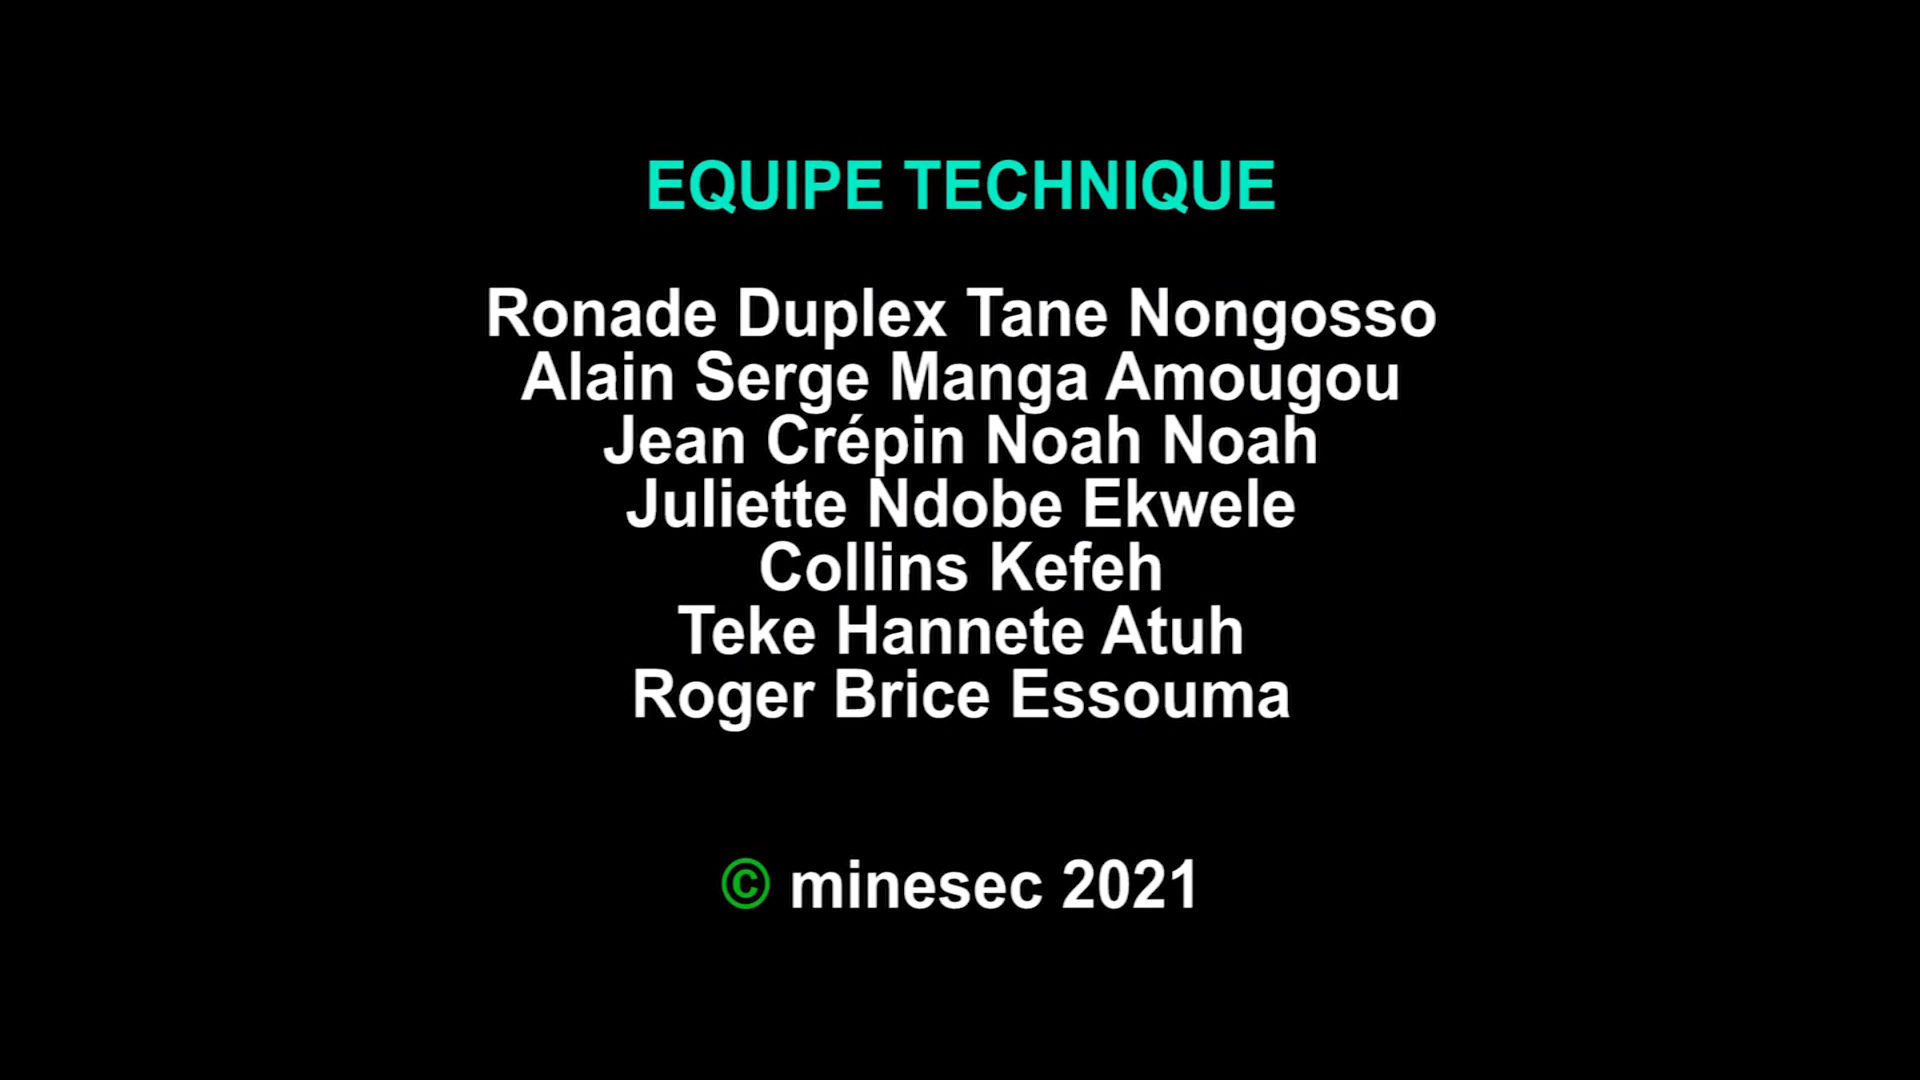 EQUIPE TECHNIQUE
Ronade Duplex Tane Nongosso
Alain Serge Manga Amougou
Jean Crépin Noah Noah
Juliette Ndobe Ekwele
Collins Kefeh
Teke Hannete Atuh
Roger Brice Essouma
© minesec 2021